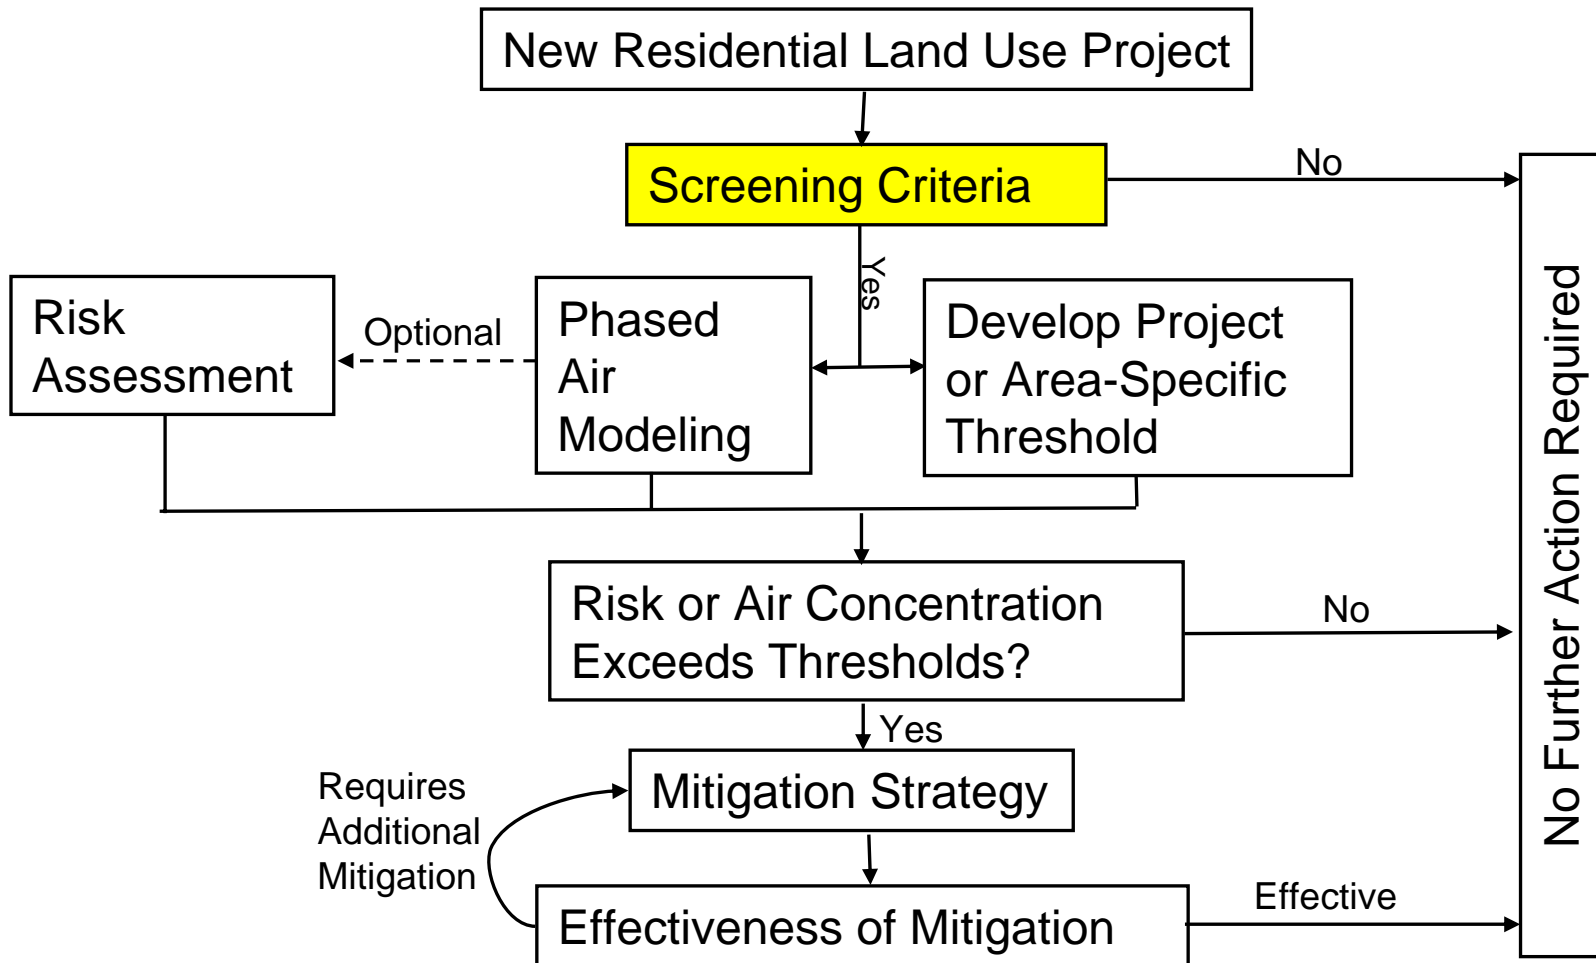 New Residential Land Use Project
Screening Criteria
No
Yes
Risk
Assessment
Optional
Phased
Air
Modeling
Develop Project
or Area-Specific
Threshold
Risk or Air Concentration
Exceeds Thresholds?
No
Yes
Mitigation Strategy
Requires
Additional
Mitigation
Effectiveness of Mitigation
Effective
No Further Action Required